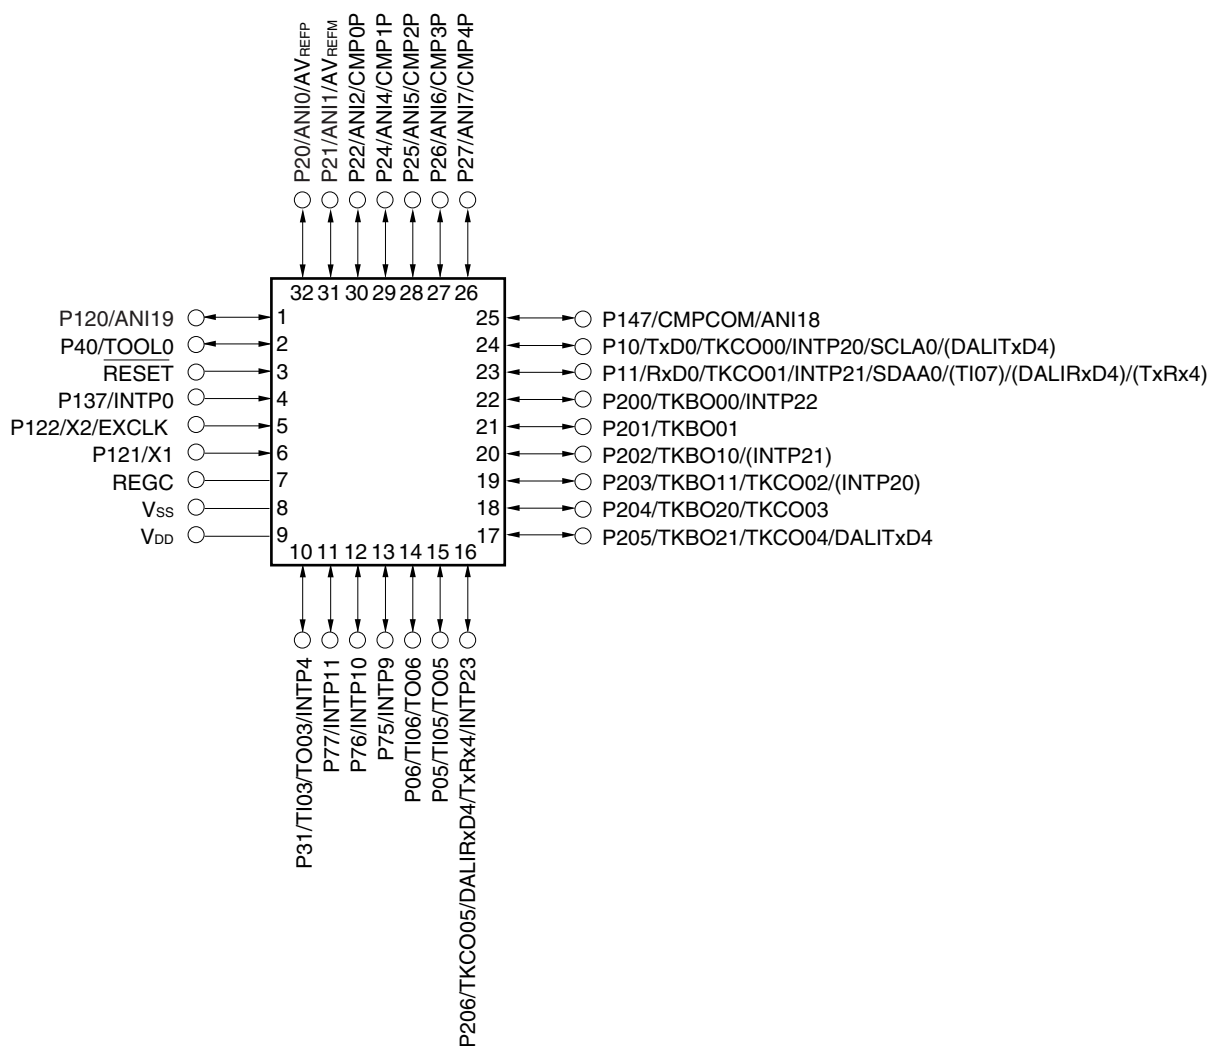 P20/ANI0/AVREFP
P21/ANI1/AVREFM
P22/ANI2/CMP0P
P24/ANI4/CMP1P
P25/ANI5/CMP2P
P26/ANI6/CMP3P
P27/ANI7/CMP4P
32 31 30 29 28 27 26
P120/ANI19 1
P40/TOOL0 2
RESET 3
P137/INTP0 4
P122/X2/EXCLK 5
P121/X1 6
REGC 7
VSS 8
VDD 9
25 P147/CMPCOM/ANI18
24 P10/TxD0/TKCO00/INTP20/SCLA0/(DALITxD4)
23 P11/RxD0/TKCO01/INTP21/SDAA0/(TI07)/(DALIRxD4)/(TxRx4)
22 P200/TKBO00/INTP22
21 P201/TKBO01
20 P202/TKBO10/(INTP21)
19 P203/TKBO11/TKCO02/(INTP20)
18 P204/TKBO20/TKCO03
17 P205/TKBO21/TKCO04/DALITxD4
10 11 12 13 14 15 16
P31/TI03/TO03/INTP4
P77/INTP11
P76/INTP10
P75/INTP9
P06/TI06/TO06
P05/TI05/TO05
P206/TKCO05/DALIRxD4/TxRx4/INTP23